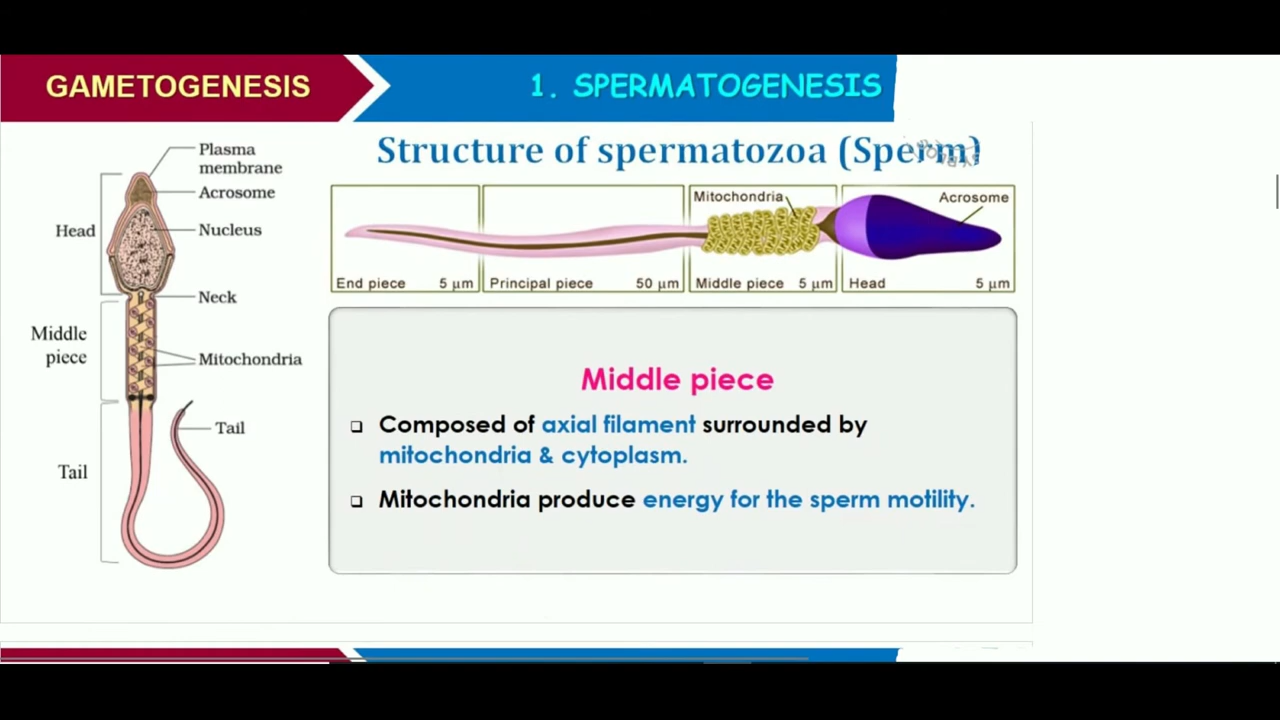 GAMETOGENESIS
1. SPERMATOGENESIS
Structure of spermatozoa (Sperm)
Plasma
membrane
Acrosome
Head
Nucleus
Neck
Middle
piece
Mitochondria
Tail
Tail
Mitochondria
Acrosome
End piece 5 µm
Principal piece 50 µm
Middle piece 5 µm
Head 5 µm
Middle piece
❑ Composed of axial filament surrounded by
mitochondria & cytoplasm.
❑ Mitochondria produce energy for the sperm motility.